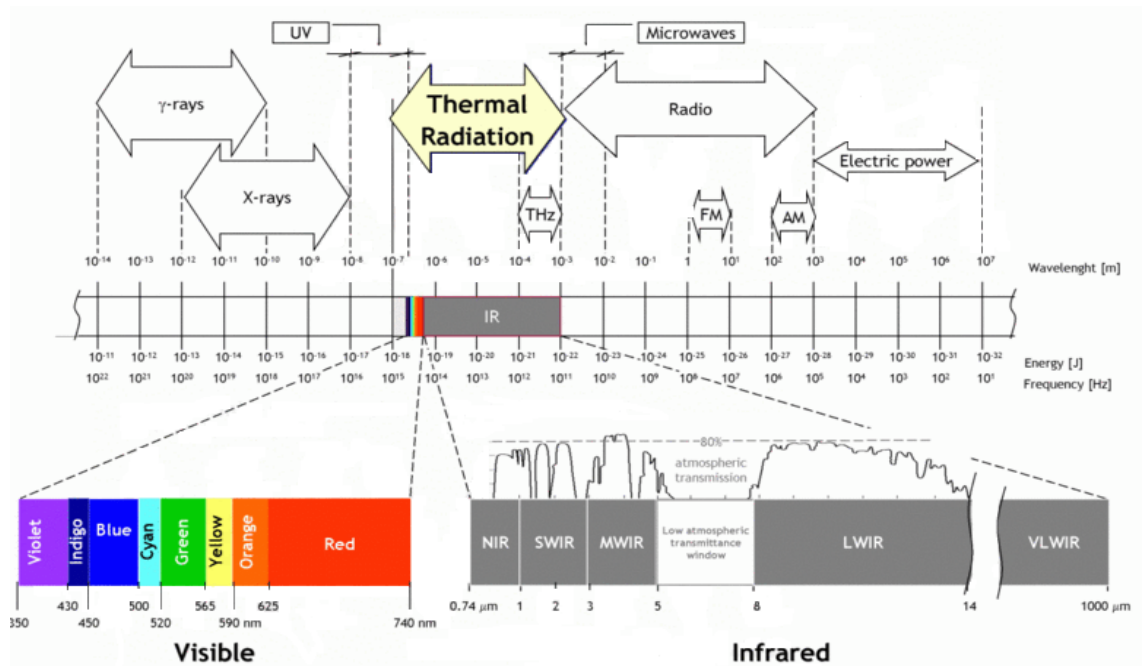 UV
Microwaves
γ-rays
Thermal
Radiation
Radio
Electric power
X-rays
THz
FM
AM
10⁻¹⁴ 10⁻¹³ 10⁻¹² 10⁻¹¹ 10⁻¹⁰ 10⁻⁹ 10⁻⁸ 10⁻⁷ 10⁻⁶ 10⁻⁵ 10⁻⁴ 10⁻³ 10⁻² 10⁻¹ 1 10¹ 10² 10³ 10⁴ 10⁵ 10⁶ 10⁷
Wavelenght [m]
IR
10⁻¹¹ 10⁻¹² 10⁻¹³ 10⁻¹⁴ 10⁻¹⁵ 10⁻¹⁶ 10⁻¹⁷ 10⁻¹⁸ 10⁻¹⁹ 10⁻²⁰ 10⁻²¹ 10⁻²² 10⁻²³ 10⁻²⁴ 10⁻²⁵ 10⁻²⁶ 10⁻²⁷ 10⁻²⁸ 10⁻²⁹ 10⁻³⁰ 10⁻³¹ 10⁻³²
Energy [J]
10²² 10²¹ 10²⁰ 10¹⁹ 10¹⁸ 10¹⁷ 10¹⁶ 10¹⁵ 10¹⁴ 10¹³ 10¹² 10¹¹ 10¹⁰ 10⁹ 10⁸ 10⁷ 10⁶ 10⁵ 10⁴ 10³ 10² 10¹
Frequency [Hz]
80%
atmospheric
transmission
Violet
Indigo
Blue
Cyan
Green
Yellow
Orange
Red
NIR
SWIR
MWIR
Low atmospheric
transmittance
window
LWIR
VLWIR
430 500 565 625
350 450 520 590 nm 740 nm
0.74 μm 1 2 3 5 8 14 1000 μm
Visible
Infrared